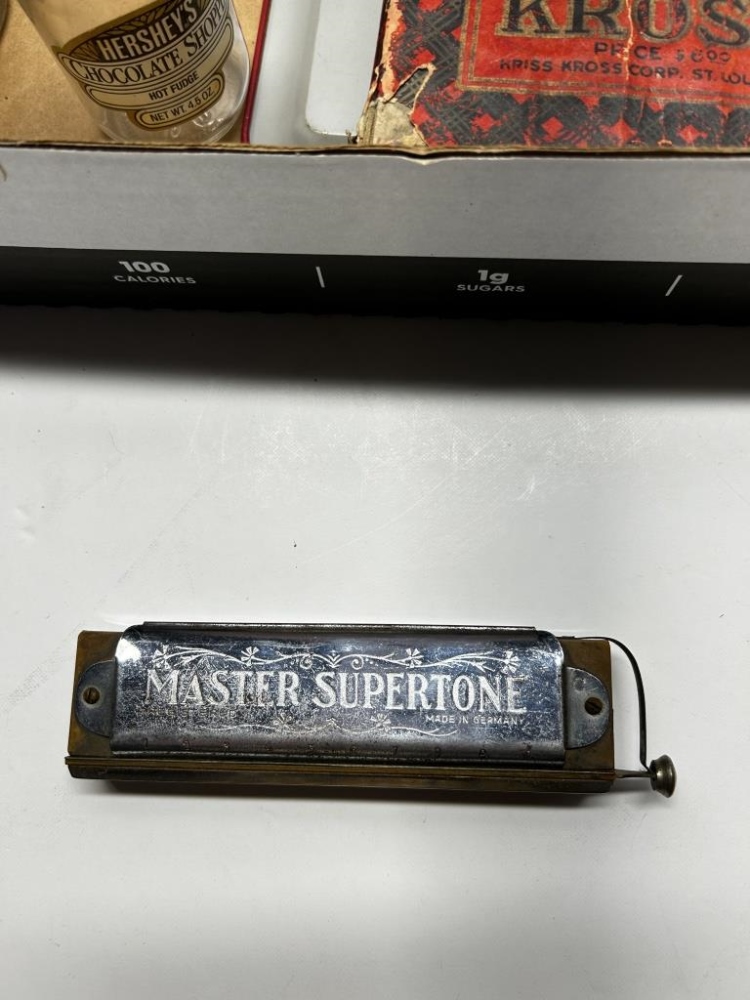 HERSHEY'S
CHOCOLATE SHOPPE
HOT FUDGE
NET WT 4.5 OZ.
KROS
PRICE $
KRISS KROSS CORP. ST. LOU
100
CALORIES
|
1g
SUGARS
/
MASTER SUPERTONE
MADE IN GERMANY